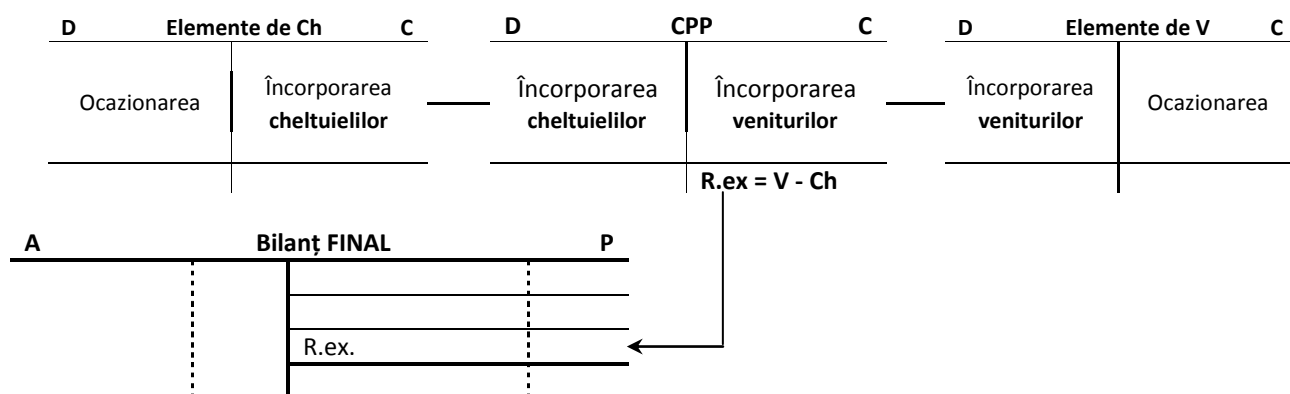 D Elemente de Ch C
Ocazionarea
Încorporarea
cheltuielilor
D CPP C
Încorporarea
cheltuielilor
Încorporarea
veniturilor
R.ex = V - Ch
D Elemente de V C
Încorporarea
veniturilor
Ocazionarea
A Bilanț FINAL P
R.ex.